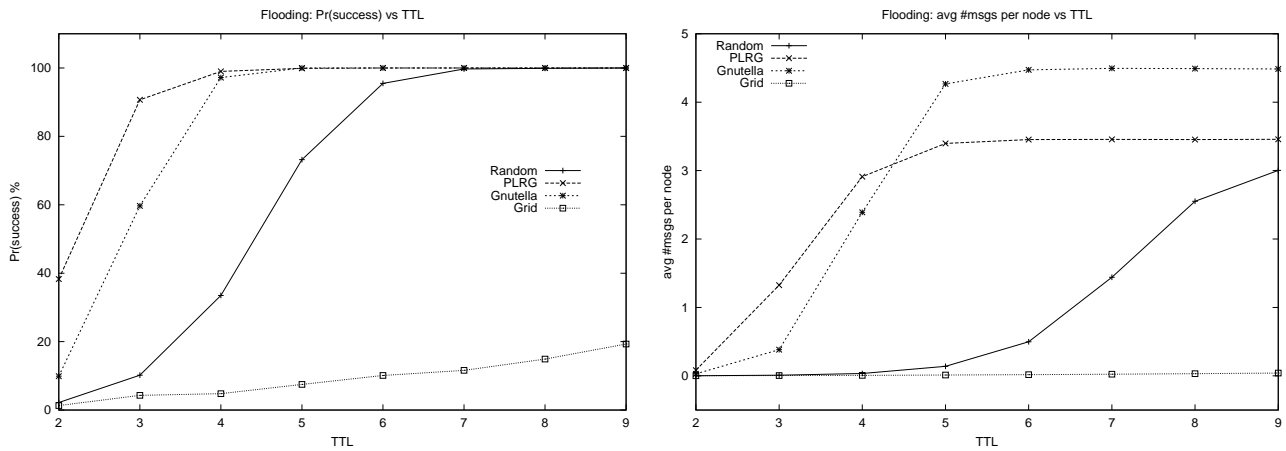 Flooding: Pr(success) vs TTL
Pr(success) %
100
80
60
40
20
0
2 3 4 5 6 7 8 9
TTL
Random
PLRG
Gnutella
Grid
Flooding: avg #msgs per node vs TTL
avg #msgs per node
5
4
3
2
1
0
2 3 4 5 6 7 8 9
TTL
Random
PLRG
Gnutella
Grid